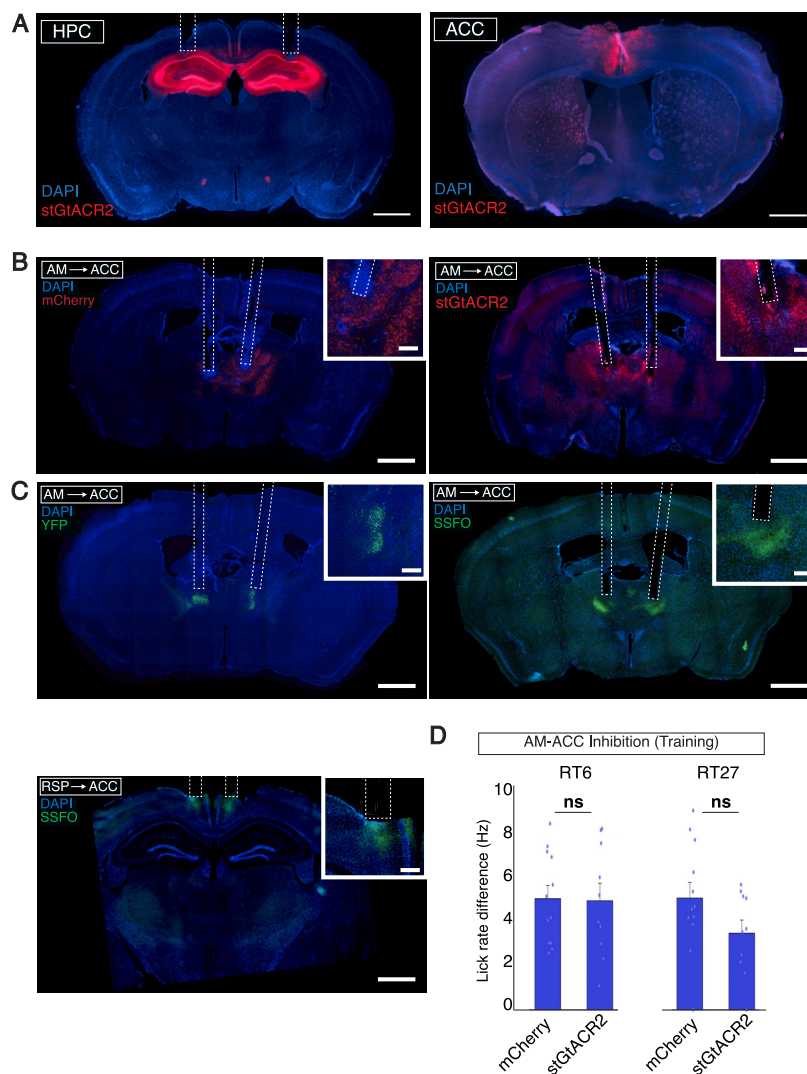 A
HPC
DAPI
stGtACR2
ACC
DAPI
stGtACR2
B
AM → ACC
DAPI
mCherry
AM → ACC
DAPI
stGtACR2
C
AM → ACC
DAPI
YFP
AM → ACC
DAPI
SSFO
RSP → ACC
DAPI
SSFO
D
AM-ACC Inhibition (Training)
RT6 RT27
ns ns
Lick rate difference (Hz)
10
8
6
4
2
0
mCherry
stGtACR2
mCherry
stGtACR2